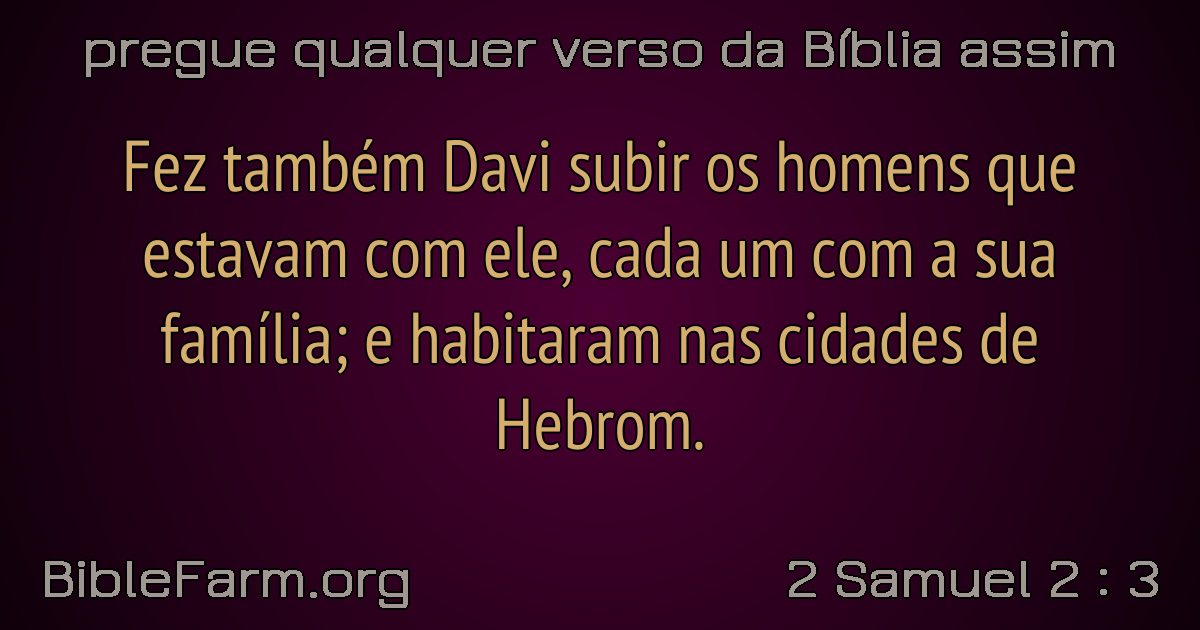 pregue qualquer verso da Bíblia assim
Fez também Davi subir os homens que
estavam com ele, cada um com a sua
família; e habitaram nas cidades de
Hebrom.
BibleFarm.org
2 Samuel 2 : 3